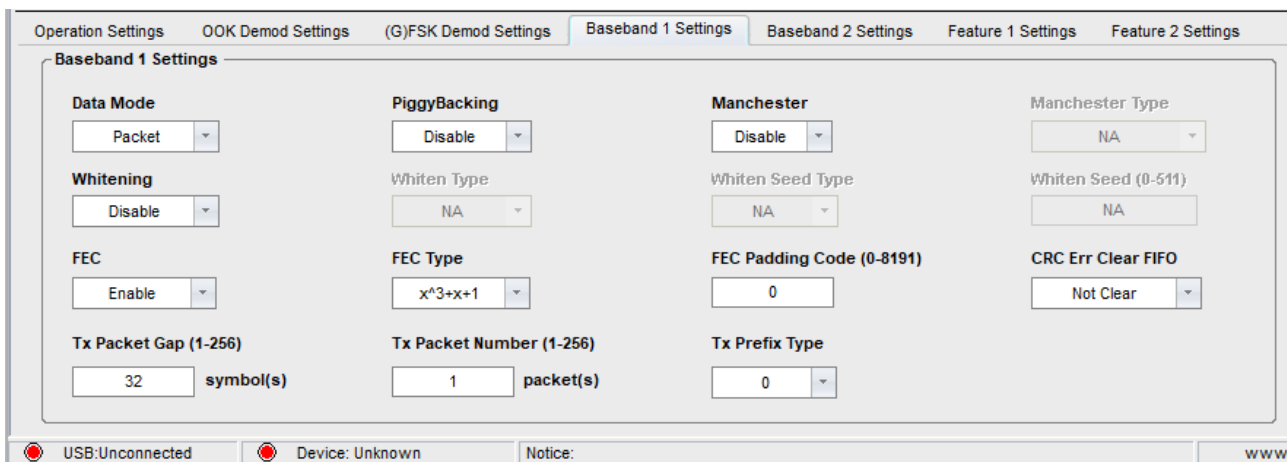 Operation Settings OOK Demod Settings (G)FSK Demod Settings Baseband 1 Settings Baseband 2 Settings Feature 1 Settings Feature 2 Settings
Baseband 1 Settings
Data Mode PiggyBacking Manchester Manchester Type
Packet Disable Disable NA
Whitening Whiten Type Whiten Seed Type Whiten Seed (0-511)
Disable NA NA NA
FEC FEC Type FEC Padding Code (0-8191) CRC Err Clear FIFO
Enable x^3+x+1 0 Not Clear
Tx Packet Gap (1-256) Tx Packet Number (1-256) Tx Prefix Type
32 symbol(s) 1 packet(s) 0
USB:Unconnected Device: Unknown Notice: www